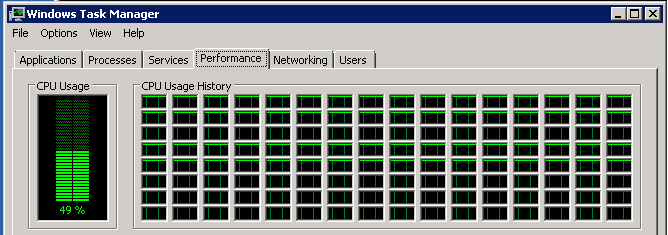 Windows Task Manager
File Options View Help
Applications Processes Services Performance Networking Users
CPU Usage CPU Usage History
49 %